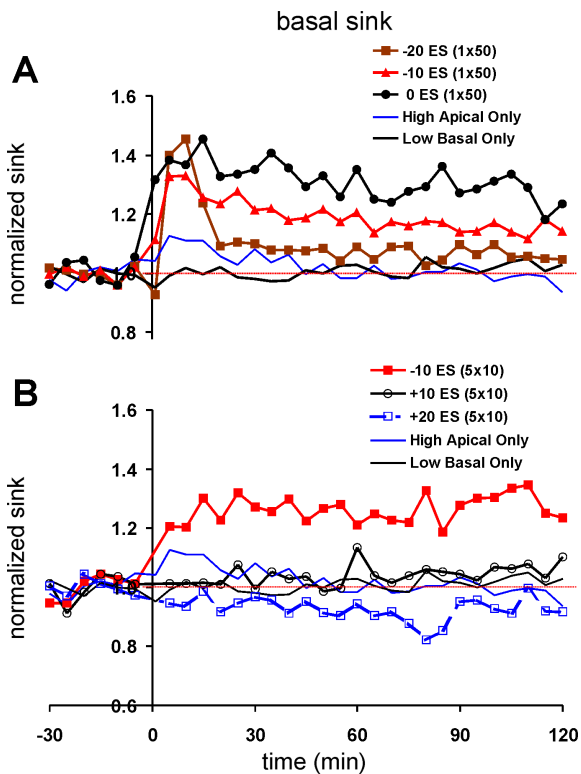 basal sink
A
-20 ES (1x50)
-10 ES (1x50)
0 ES (1x50)
High Apical Only
Low Basal Only
1.6
1.4
1.2
1.0
0.8
normalized sink
B
-10 ES (5x10)
+10 ES (5x10)
+20 ES (5x10)
High Apical Only
Low Basal Only
1.6
1.4
1.2
1.0
0.8
0.6
normalized sink
-30 0 30 60 90 120
time (min)